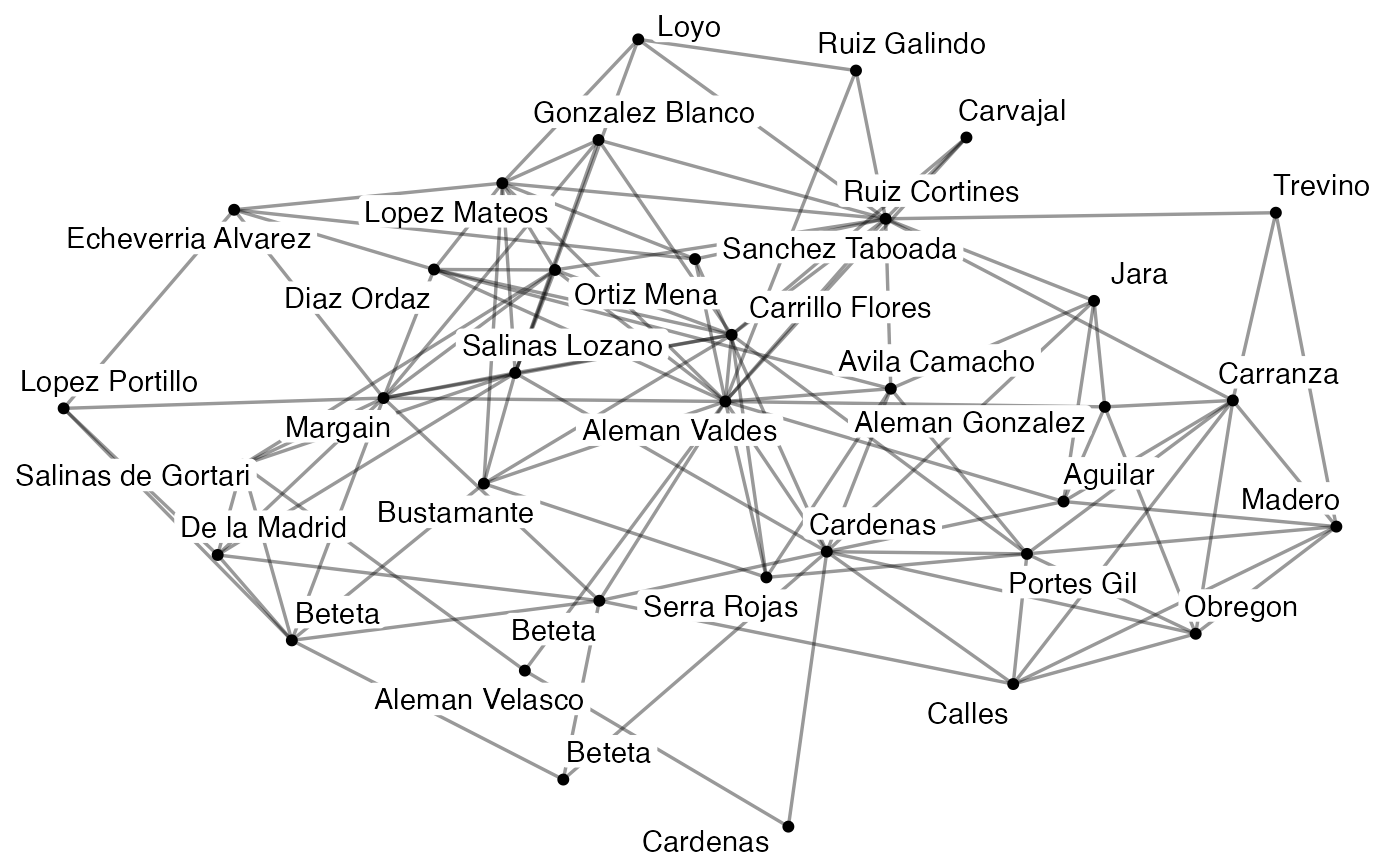 Loyo
Ruiz Galindo
Gonzalez Blanco
Carvajal
Ruiz Cortines
Trevino
Lopez Mateos
Echeverria Alvarez
Sanchez Taboada
Jara
Diaz Ordaz
Ortiz Mena
Carrillo Flores
Salinas Lozano
Avila Camacho
Lopez Portillo
Carranza
Margain
Aleman Valdes
Aleman Gonzalez
Salinas de Gortari
Aguilar
Madero
De la Madrid
Bustamante
Cardenas
Portes Gil
Beteta
Serra Rojas
Obregon
Beteta
Aleman Velasco
Calles
Beteta
Cardenas